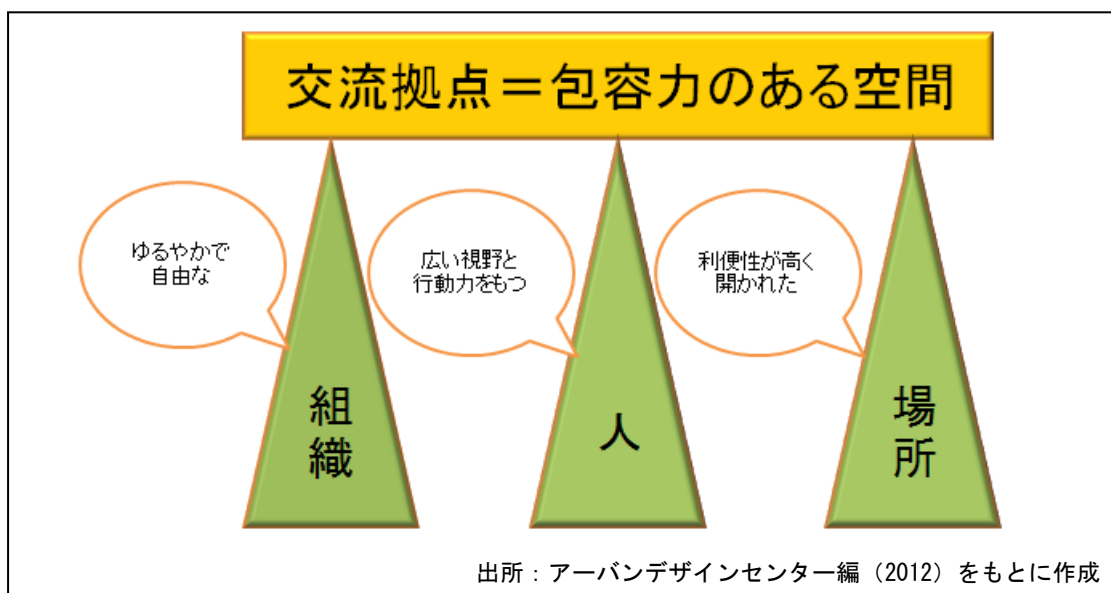 交流拠点＝包容力のある空間
ゆるやかで
自由な
広い視野と
行動力をもつ
利便性が高く
開かれた
組織
人
場所
出所：アーバンデザインセンター編（2012）をもとに作成